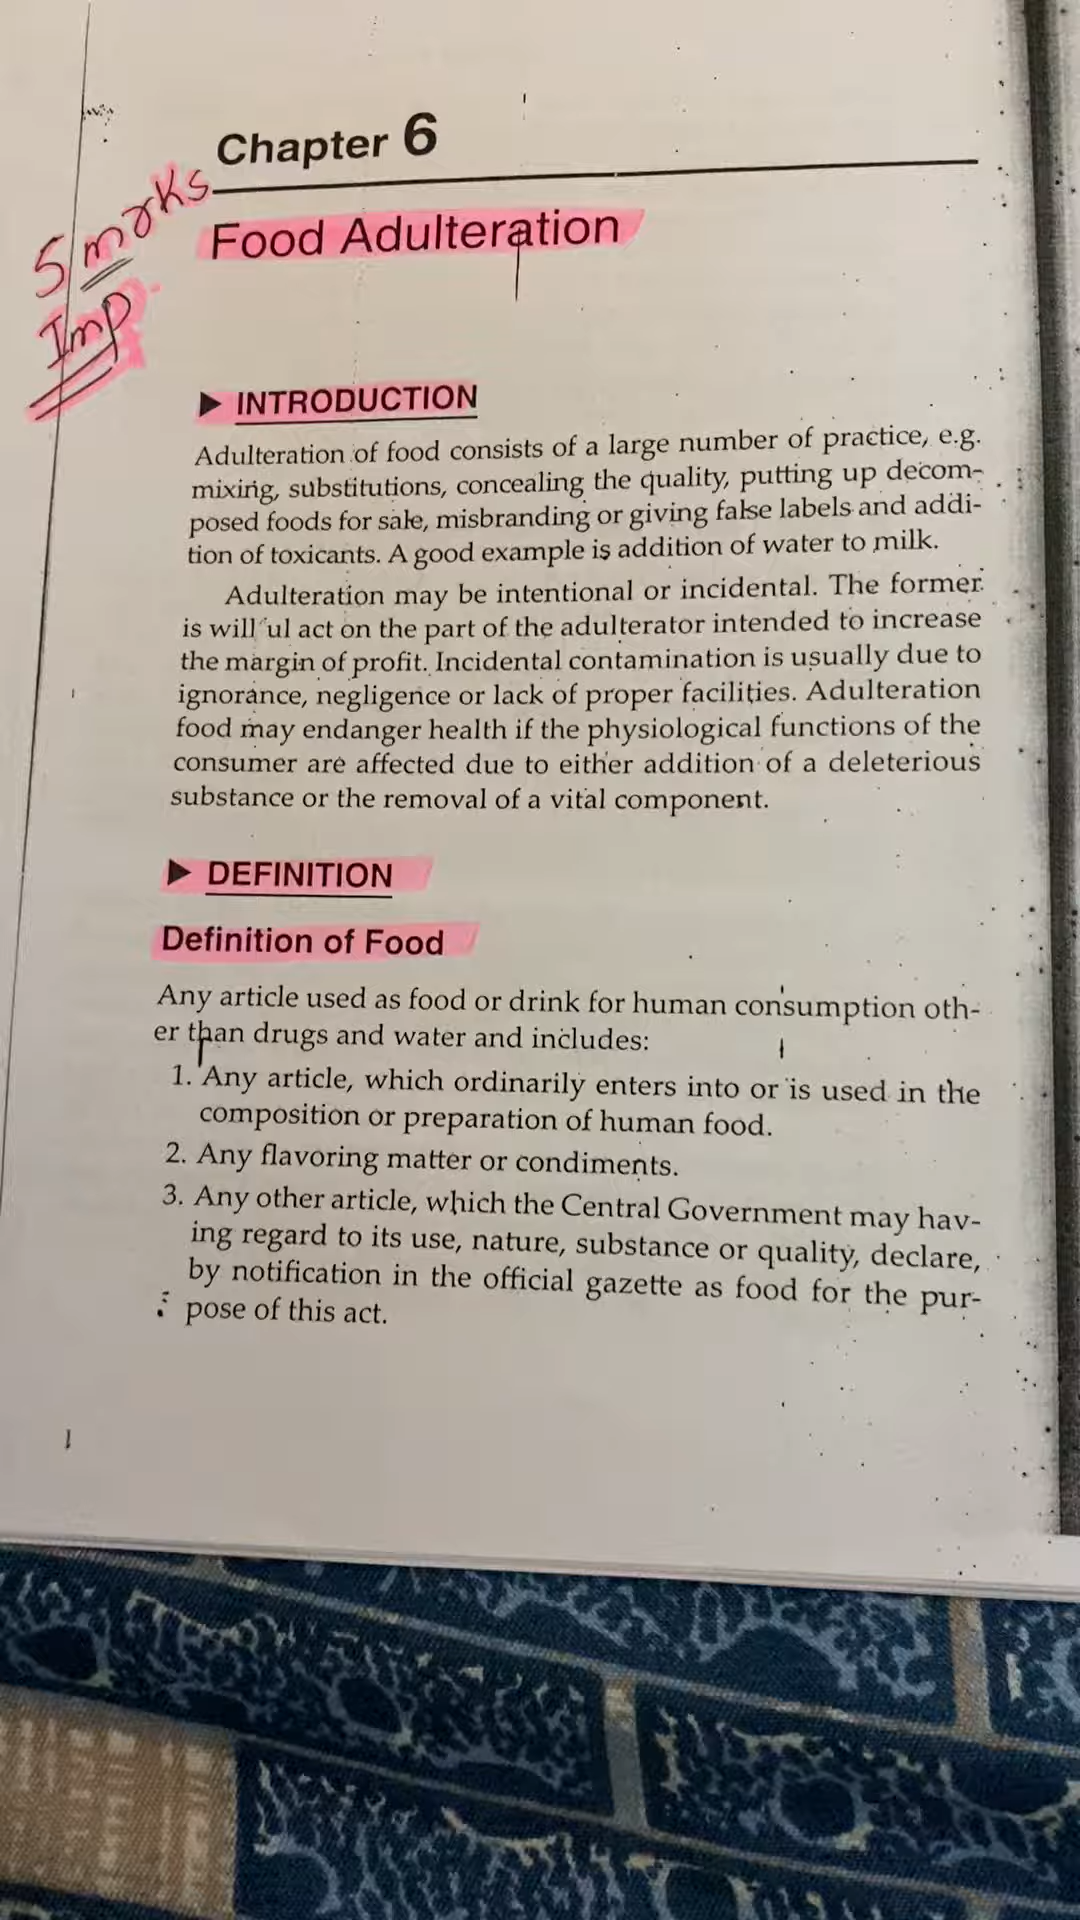 Chapter 6
5 marks
Imp
Food Adulteration
▶ INTRODUCTION
Adulteration of food consists of a large number of practice, e.g.
mixing, substitutions, concealing the quality, putting up decom-
posed foods for sale, misbranding or giving false labels and addi-
tion of toxicants. A good example is addition of water to milk.
Adulteration may be intentional or incidental. The former
is will ul act on the part of the adulterator intended to increase
the margin of profit. Incidental contamination is usually due to
ignorance, negligence or lack of proper facilities. Adulteration
food may endanger health if the physiological functions of the
consumer are affected due to either addition of a deleterious
substance or the removal of a vital component.
▶ DEFINITION
Definition of Food
Any article used as food or drink for human consumption oth-
er than drugs and water and includes:
1. Any article, which ordinarily enters into or is used in the
composition or preparation of human food.
2. Any flavoring matter or condiments.
3. Any other article, which the Central Government may hav-
ing regard to its use, nature, substance or quality, declare,
by notification in the official gazette as food for the pur-
pose of this act.